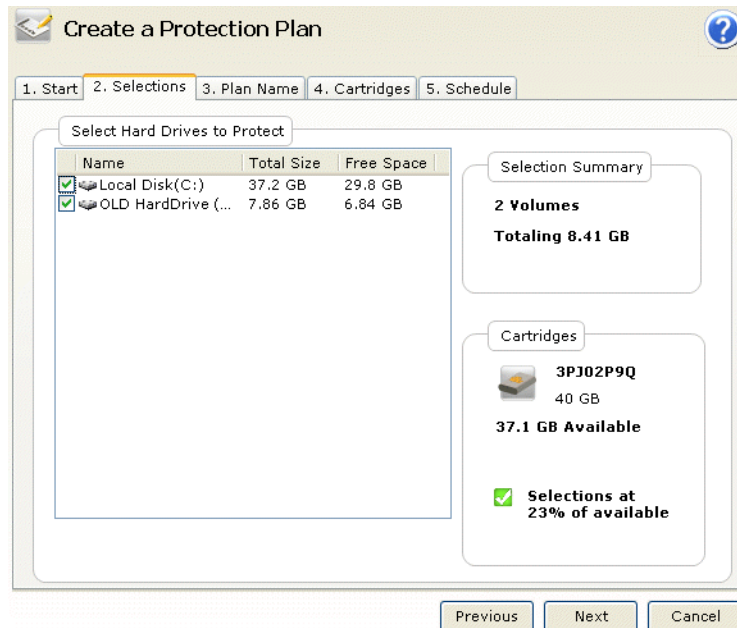 Create a Protection Plan
?
1. Start 2. Selections 3. Plan Name 4. Cartridges 5. Schedule
Select Hard Drives to Protect
Name Total Size Free Space
Local Disk(C:) 37.2 GB 29.8 GB
OLD HardDrive (... 7.86 GB 6.84 GB
Selection Summary
2 Volumes
Totaling 8.41 GB
Cartridges
3PJ02P9Q
40 GB
37.1 GB Available
Selections at
23% of available
Previous Next Cancel